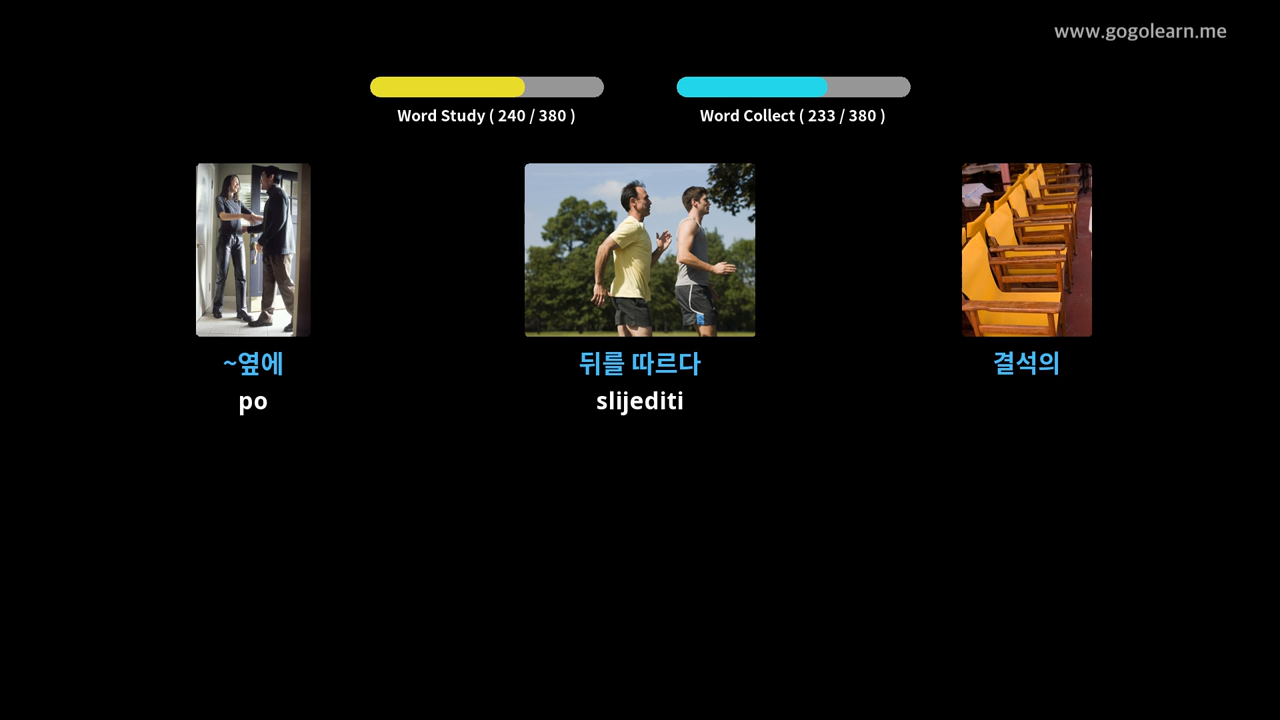 www.gogolearn.me
Word Study ( 240 / 380 )
Word Collect ( 233 / 380 )
~옆에
po
뒤를 따르다
slijediti
결석의